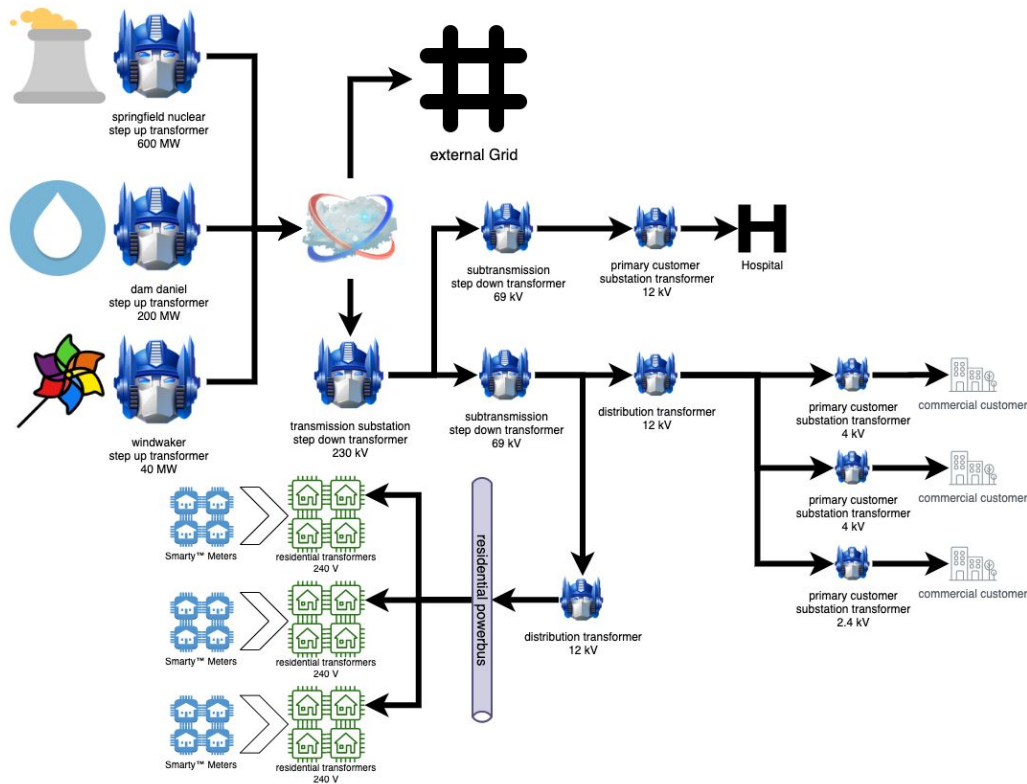 springfield nuclear
step up transformer
600 MW
external Grid
dam daniel
step up transformer
200 MW
subtransmission
step down transformer
69 kV
primary customer
substation transformer
12 kV
Hospital
windwaker
step up transformer
40 MW
transmission substation
step down transformer
230 kV
subtransmission
step down transformer
69 kV
distribution transformer
12 kV
primary customer
substation transformer
4 kV
commercial customer
primary customer
substation transformer
4 kV
commercial customer
primary customer
substation transformer
2.4 kV
commercial customer
Smarty™ Meters
residential transformers
240 V
residential powerbus
distribution transformer
12 kV
Smarty™ Meters
residential transformers
240 V
Smarty™ Meters
residential transformers
240 V